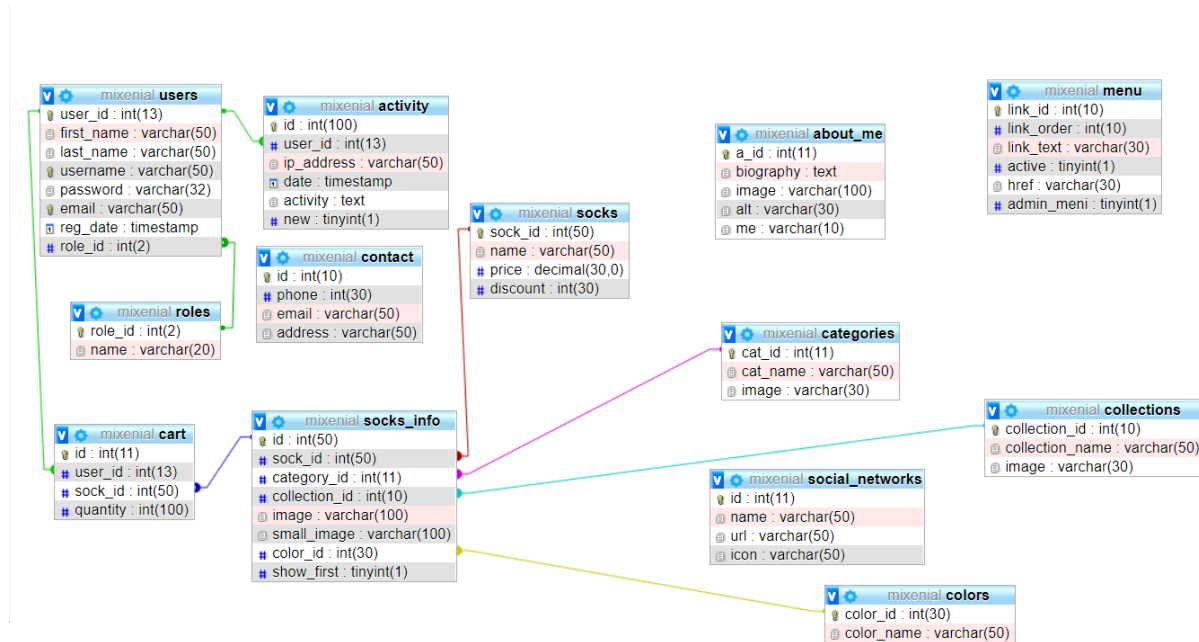 mixenial users
user_id : int(13)
first_name : varchar(50)
last_name : varchar(50)
username : varchar(50)
password : varchar(32)
email : varchar(50)
reg_date : timestamp
role_id : int(2)
mixenial activity
id : int(100)
user_id : int(13)
ip_address : varchar(50)
date : timestamp
activity : text
new : tinyint(1)
mixenial about_me
a_id : int(11)
biography : text
image : varchar(100)
alt : varchar(30)
me : varchar(10)
mixenial menu
link_id : int(10)
link_order : int(10)
link_text : varchar(30)
active : tinyint(1)
href : varchar(30)
admin_meni : tinyint(1)
mixenial socks
sock_id : int(50)
name : varchar(50)
price : decimal(30,0)
discount : int(30)
mixenial contact
id : int(10)
phone : int(30)
email : varchar(50)
address : varchar(50)
mixenial roles
role_id : int(2)
name : varchar(20)
mixenial categories
cat_id : int(11)
cat_name : varchar(50)
image : varchar(30)
mixenial cart
id : int(11)
user_id : int(13)
sock_id : int(50)
quantity : int(100)
mixenial socks_info
id : int(50)
sock_id : int(50)
category_id : int(11)
collection_id : int(10)
image : varchar(100)
small_image : varchar(100)
color_id : int(30)
show_first : tinyint(1)
mixenial collections
collection_id : int(10)
collection_name : varchar(50)
image : varchar(30)
mixenial social_networks
id : int(11)
name : varchar(50)
url : varchar(50)
icon : varchar(50)
mixenial colors
color_id : int(30)
color_name : varchar(50)